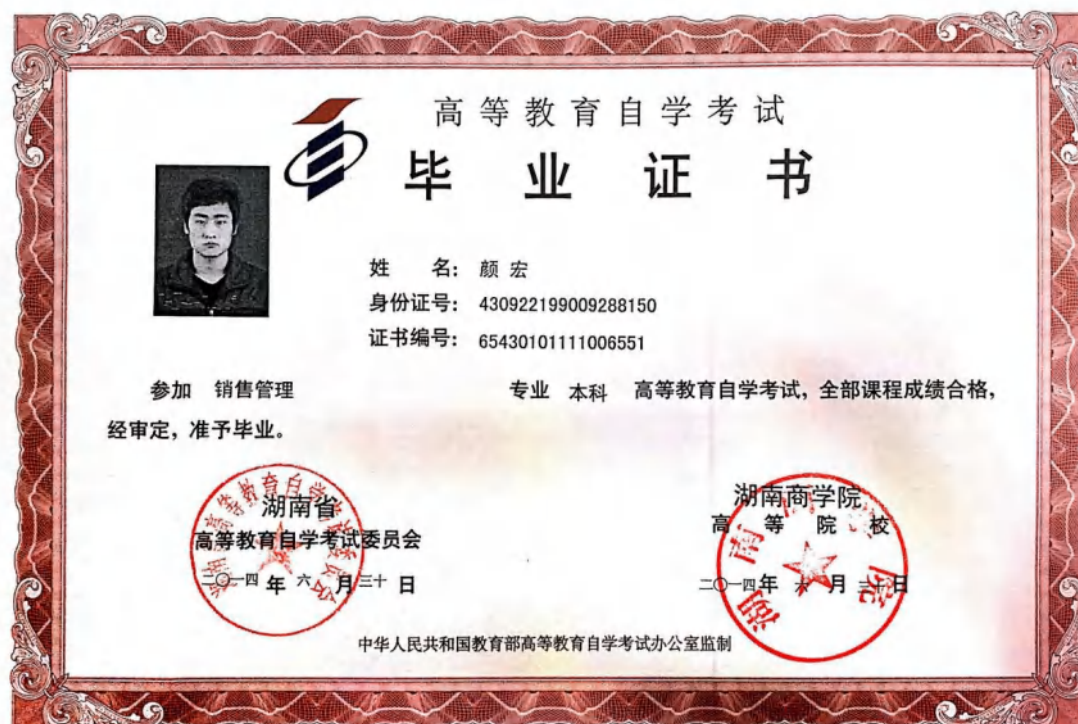 高等教育自学考试
毕业证书
姓 名: 颜宏
身份证号: 430922199009288150
证书编号: 65430101111006551
参加 销售管理 专业 本科 高等教育自学考试，全部课程成绩合格，
经审定，准予毕业。
湖南省
高等教育自学考试委员会
二〇一四年六月三十日
湖南商学院
高等院校
二〇一四年六月三十日
中华人民共和国教育部高等教育自学考试办公室监制